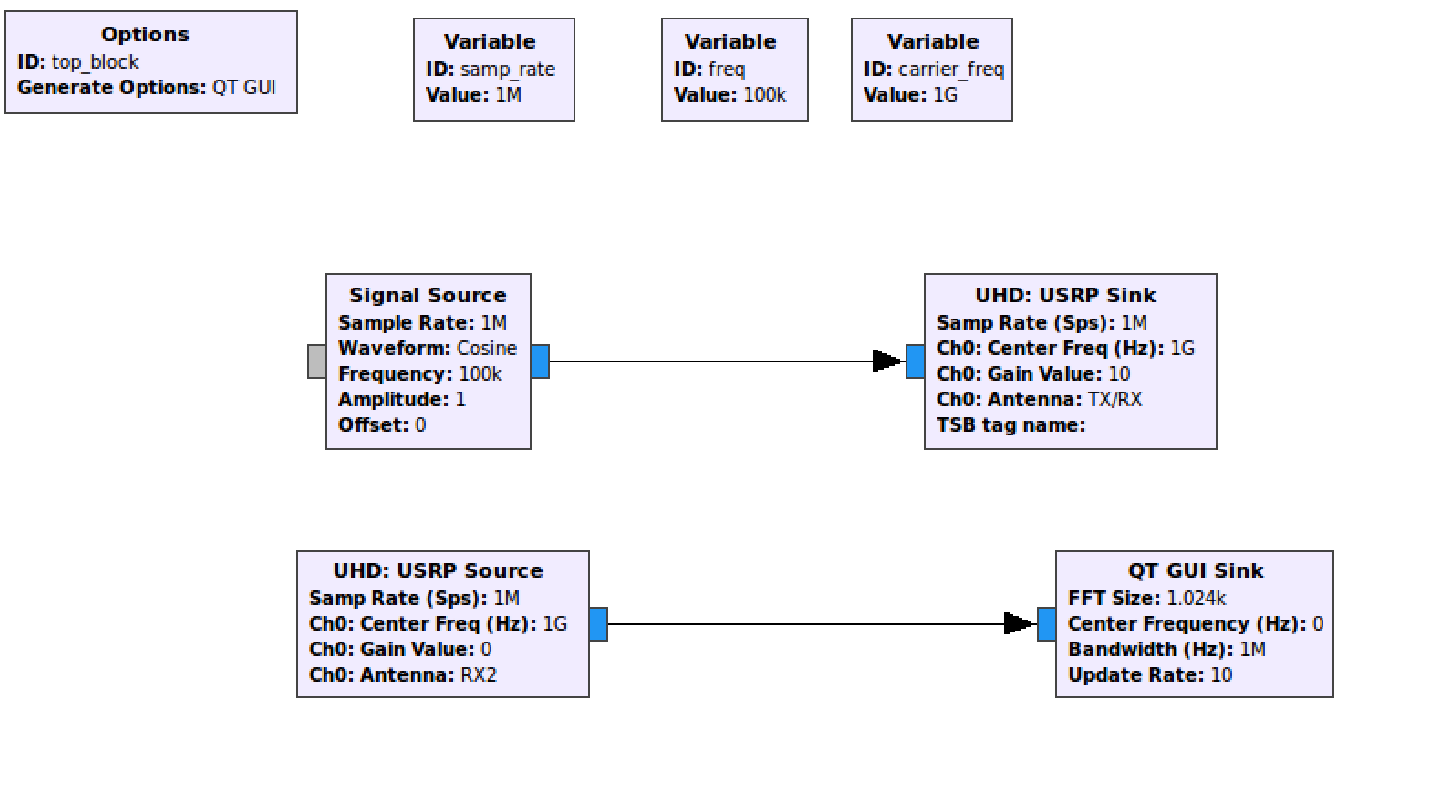 Options
ID: top_block
Generate Options: QT GUI
Variable
ID: samp_rate
Value: 1M
Variable
ID: freq
Value: 100k
Variable
ID: carrier_freq
Value: 1G
Signal Source
Sample Rate: 1M
Waveform: Cosine
Frequency: 100k
Amplitude: 1
Offset: 0
UHD: USRP Sink
Samp Rate (Sps): 1M
Ch0: Center Freq (Hz): 1G
Ch0: Gain Value: 10
Ch0: Antenna: TX/RX
TSB tag name:
UHD: USRP Source
Samp Rate (Sps): 1M
Ch0: Center Freq (Hz): 1G
Ch0: Gain Value: 0
Ch0: Antenna: RX2
QT GUI Sink
FFT Size: 1.024k
Center Frequency (Hz): 0
Bandwidth (Hz): 1M
Update Rate: 10